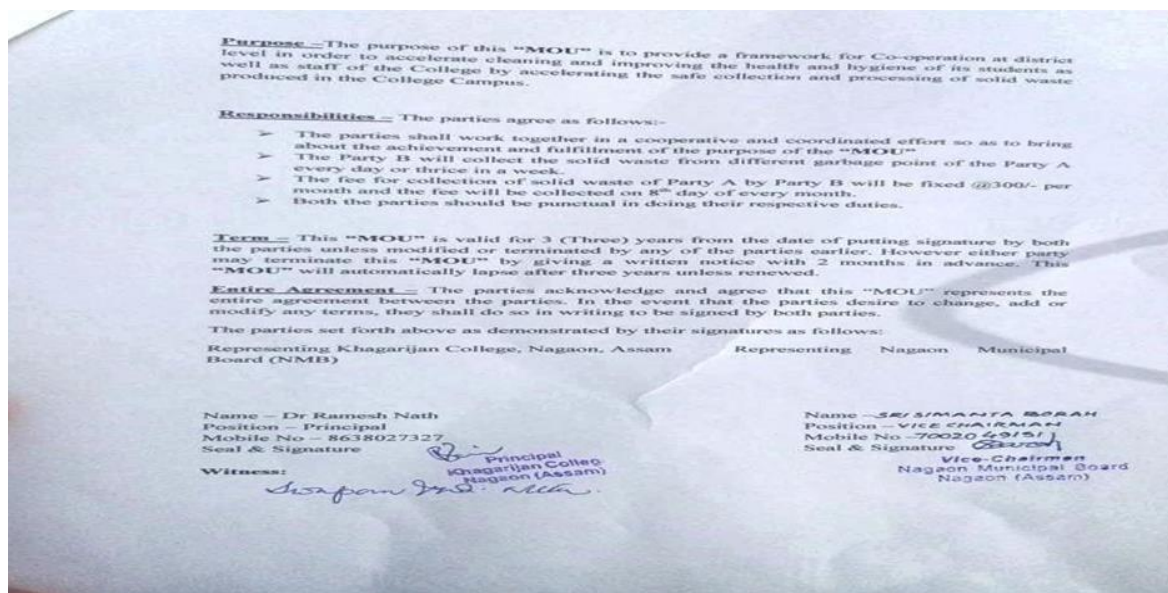 Purpose –The purpose of this “MOU” is to provide a framework for Co-operation at district
level in order to accelerate cleaning and improving the health and hygiene of its students as
well as staff of the College by accelerating the safe collection and processing of solid waste
produced in the College Campus.
Responsibilities – The parties agree as follows:-
➢ The parties shall work together in a cooperative and coordinated effort so as to bring
about the achievement and fulfillment of the purpose of the “MOU”
➢ The Party B will collect the solid waste from different garbage point of the Party A
every day or thrice in a week.
➢ The fee for collection of solid waste of Party A by Party B will be fixed @300/- per
month and the fee will be collected on 8th day of every month.
➢ Both the parties should be punctual in doing their respective duties.
Term – This “MOU” is valid for 3 (Three) years from the date of putting signature by both
the parties unless modified or terminated by any of the parties earlier. However either party
may terminate this “MOU” by giving a written notice with 2 months in advance. This
“MOU” will automatically lapse after three years unless renewed.
Entire Agreement – The parties acknowledge and agree that this “MOU” represents the
entire agreement between the parties. In the event that the parties desire to change, add or
modify any terms, they shall do so in writing to be signed by both parties.
The parties set forth above as demonstrated by their signatures as follows:
Representing Khagarijan College, Nagaon, Assam Representing Nagaon Municipal
Board (NMB)
Name – Dr Ramesh Nath
Position – Principal
Mobile No – 8638027327
Seal & Signature
Principal
Khagarijan College
Nagaon (Assam)
Witness:
Name – SRI SIMANTA BORAH
Position – VICE CHAIRMAN
Mobile No –70020 49151
Seal & Signature
Vice-Chairmen
Nagaon Municipal Board
Nagaon (Assam)